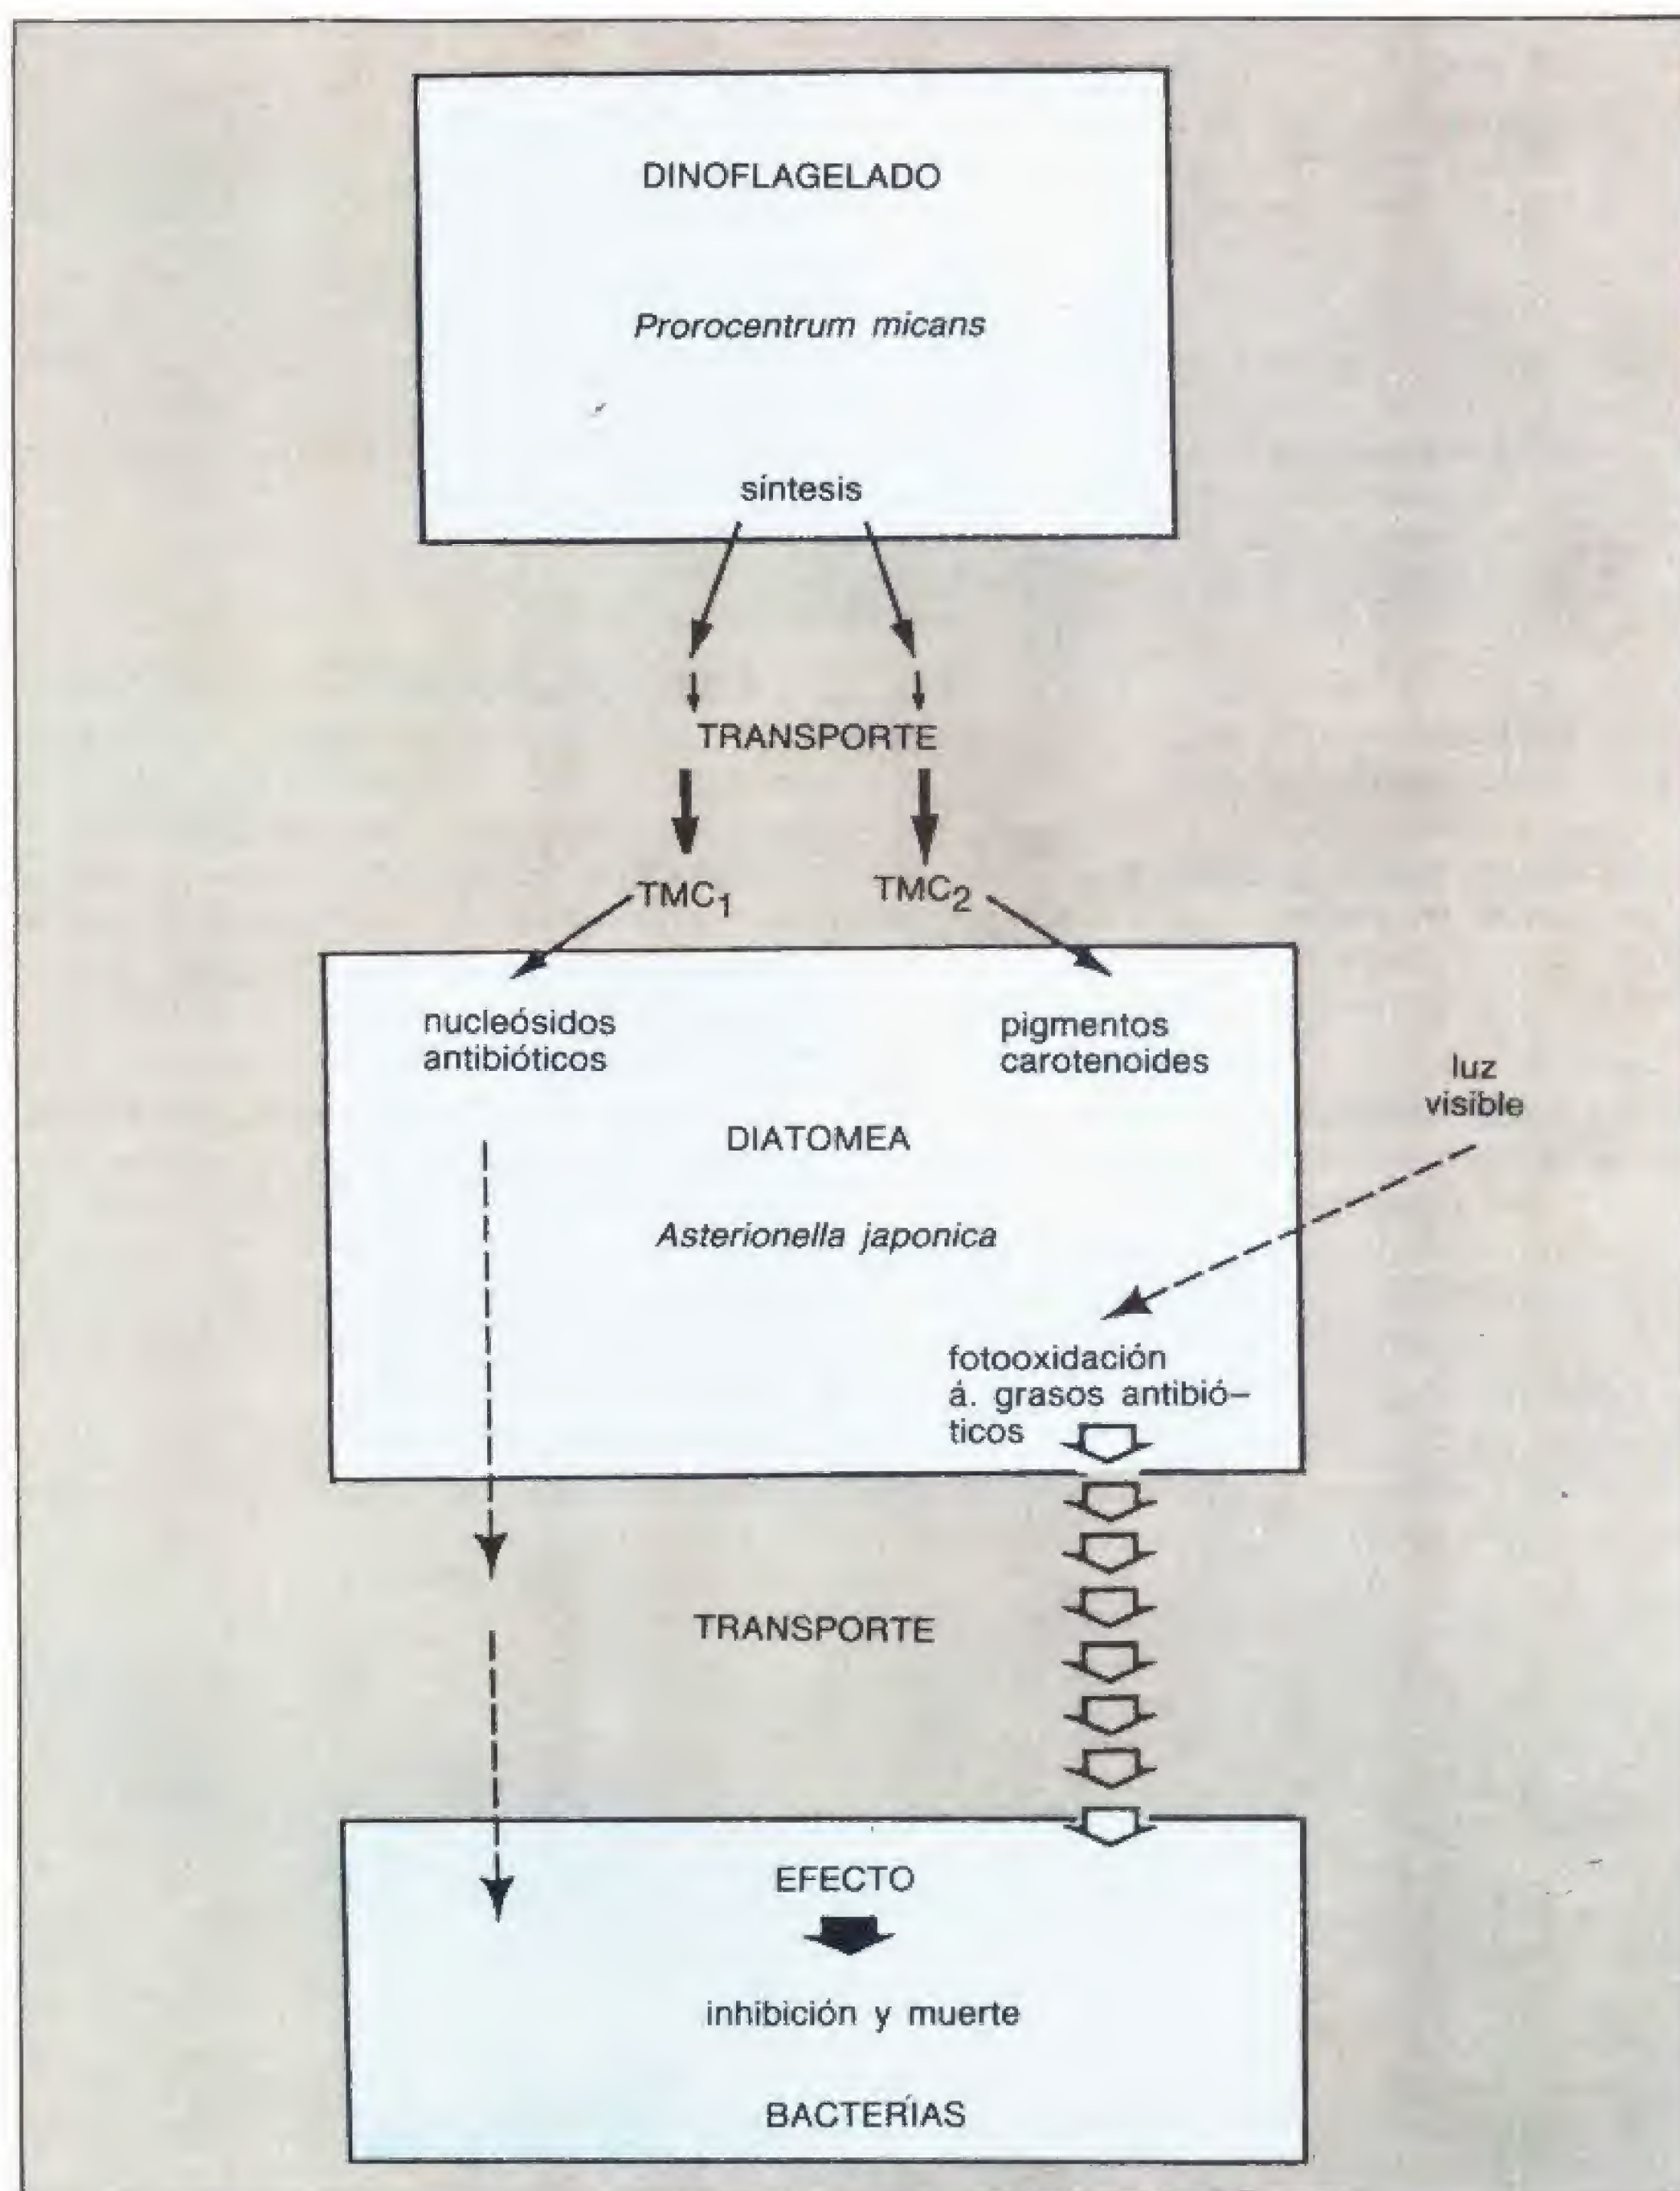 DINOFLAGELADO
Prorocentrum micans
síntesis
TRANSPORTE
TMC₁
TMC₂
nucleósidos
antibióticos
pigmentos
carotenoides
luz
visible
DIATOMEA
Asterionella japonica
fotooxidación
á. grasos antibió–
ticos
TRANSPORTE
EFECTO
inhibición y muerte
BACTERÍAS